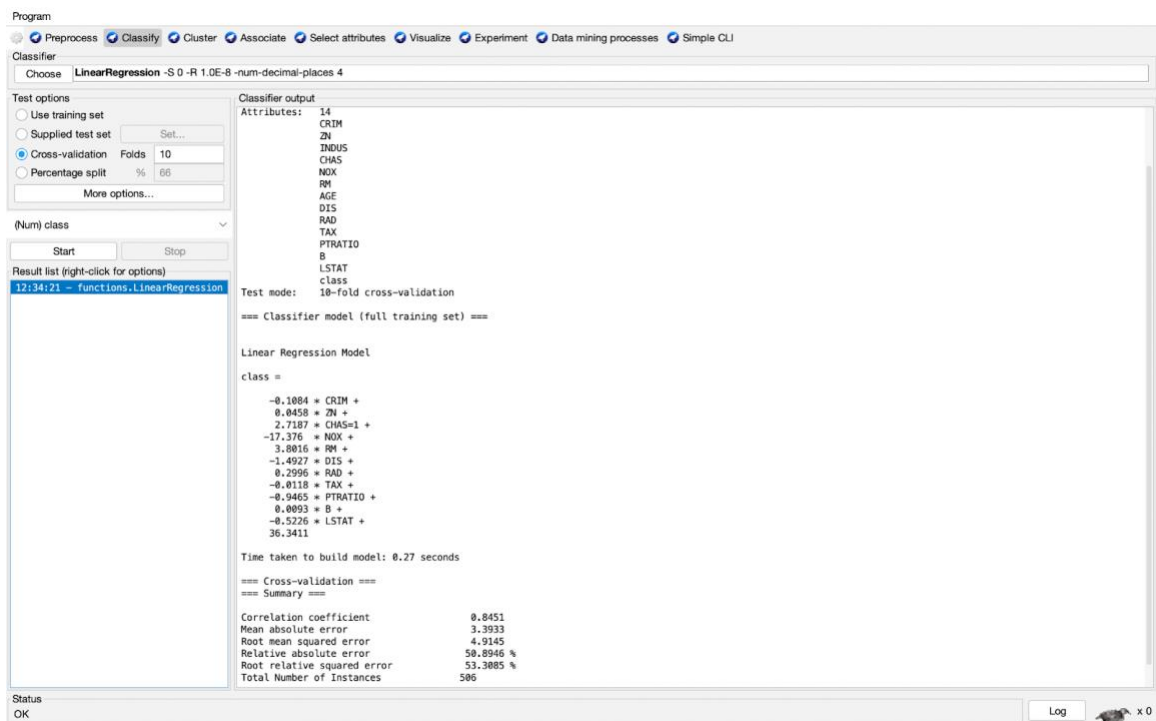 Program
Preprocess Classify Cluster Associate Select attributes Visualize Experiment Data mining processes Simple CLI
Classifier
Choose LinearRegression -S 0 -R 1.0E-8 -num-decimal-places 4
Test options
Use training set
Supplied test set Set...
Cross-validation Folds 10
Percentage split % 66
More options...
(Num) class
Start Stop
Result list (right-click for options)
12:34:21 - functions.LinearRegression
Classifier output
Attributes: 14
CRIM
ZN
INDUS
CHAS
NOX
RM
AGE
DIS
RAD
TAX
PTRATIO
B
LSTAT
class
Test mode: 10-fold cross-validation
=== Classifier model (full training set) ===
Linear Regression Model
class =
-0.1084 * CRIM +
0.0458 * ZN +
2.7187 * CHAS=1 +
-17.376 * NOX +
3.8016 * RM +
-1.4927 * DIS +
0.2996 * RAD +
-0.0118 * TAX +
-0.9465 * PTRATIO +
0.0093 * B +
-0.5226 * LSTAT +
36.3411
Time taken to build model: 0.27 seconds
=== Cross-validation ===
=== Summary ===
Correlation coefficient 0.8451
Mean absolute error 3.3933
Root mean squared error 4.9145
Relative absolute error 50.8946 %
Root relative squared error 53.3085 %
Total Number of Instances 506
Status
OK
Log x 0